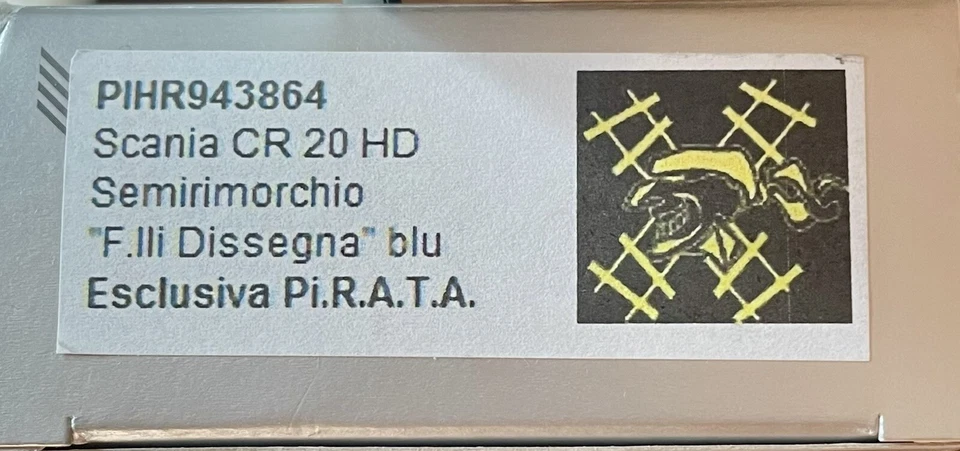 PIHR943864
Scania CR 20 HD
Semirimorchio
"F.lli Dissegna" blu
Esclusiva Pi.R.A.T.A.